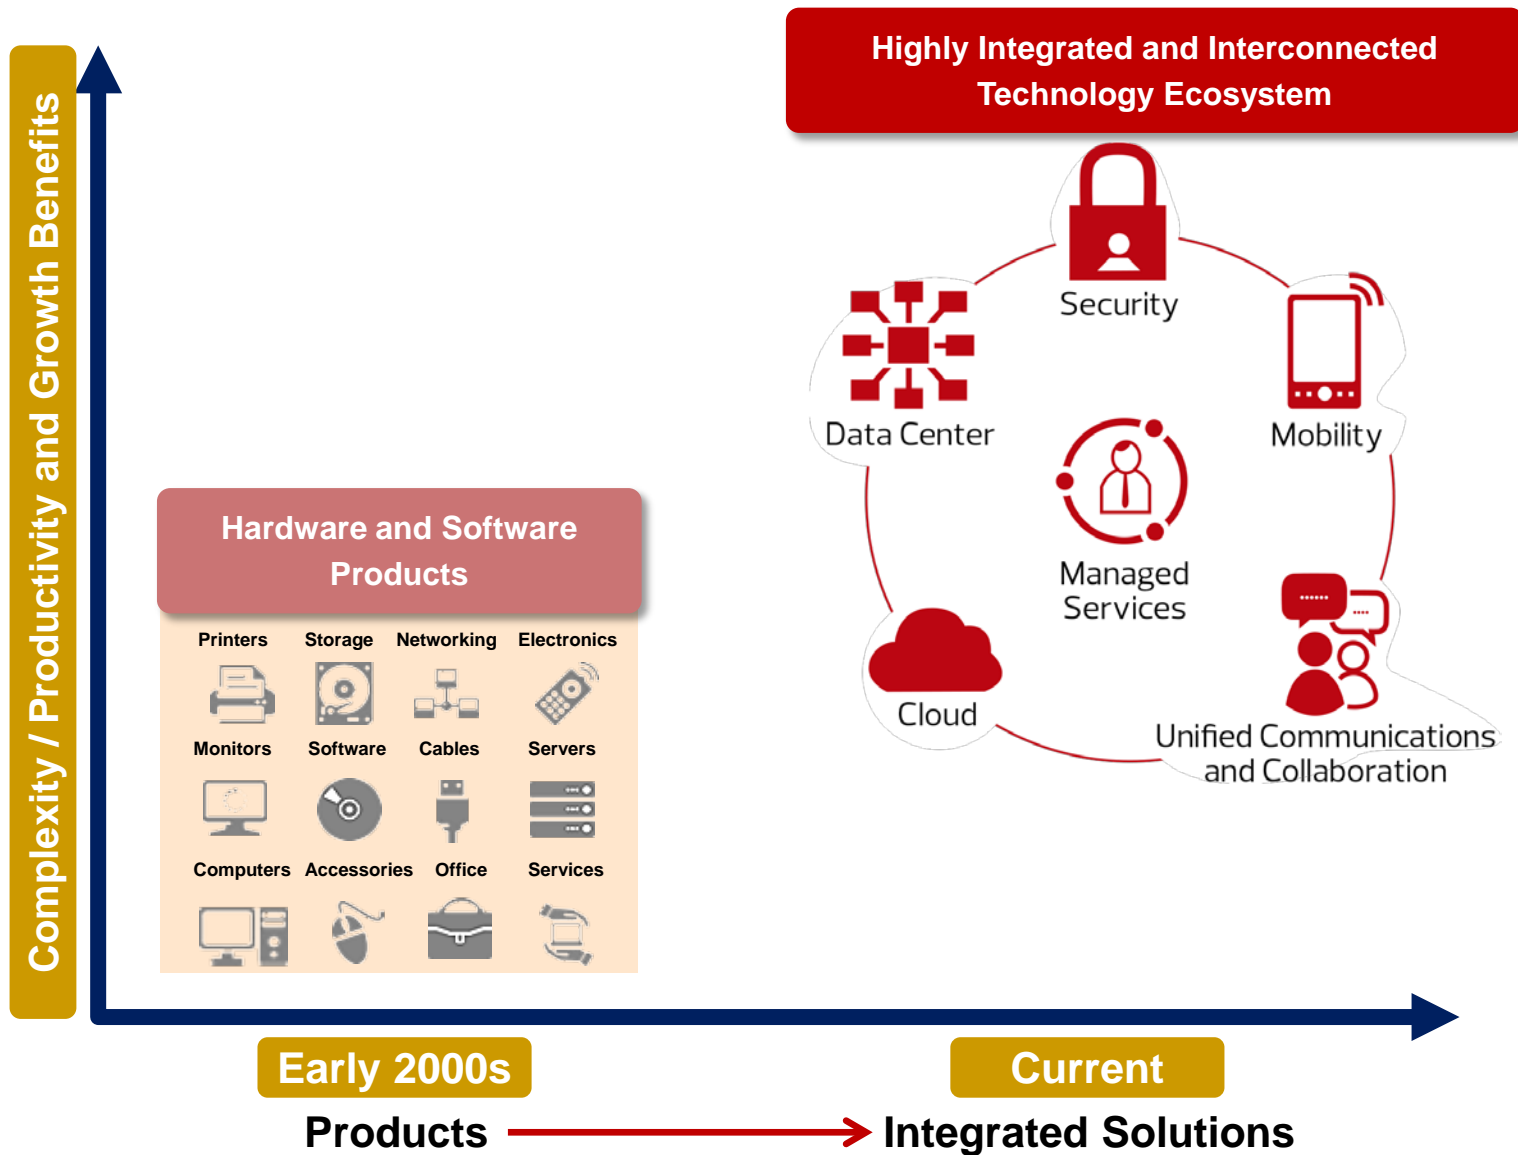 Highly Integrated and Interconnected
Technology Ecosystem
Complexity / Productivity and Growth Benefits
Security
Data Center
Mobility
Managed
Services
Cloud
Unified Communications
and Collaboration
Hardware and Software
Products
Printers Storage Networking Electronics
Monitors Software Cables Servers
Computers Accessories Office Services
Early 2000s Current
Products Integrated Solutions